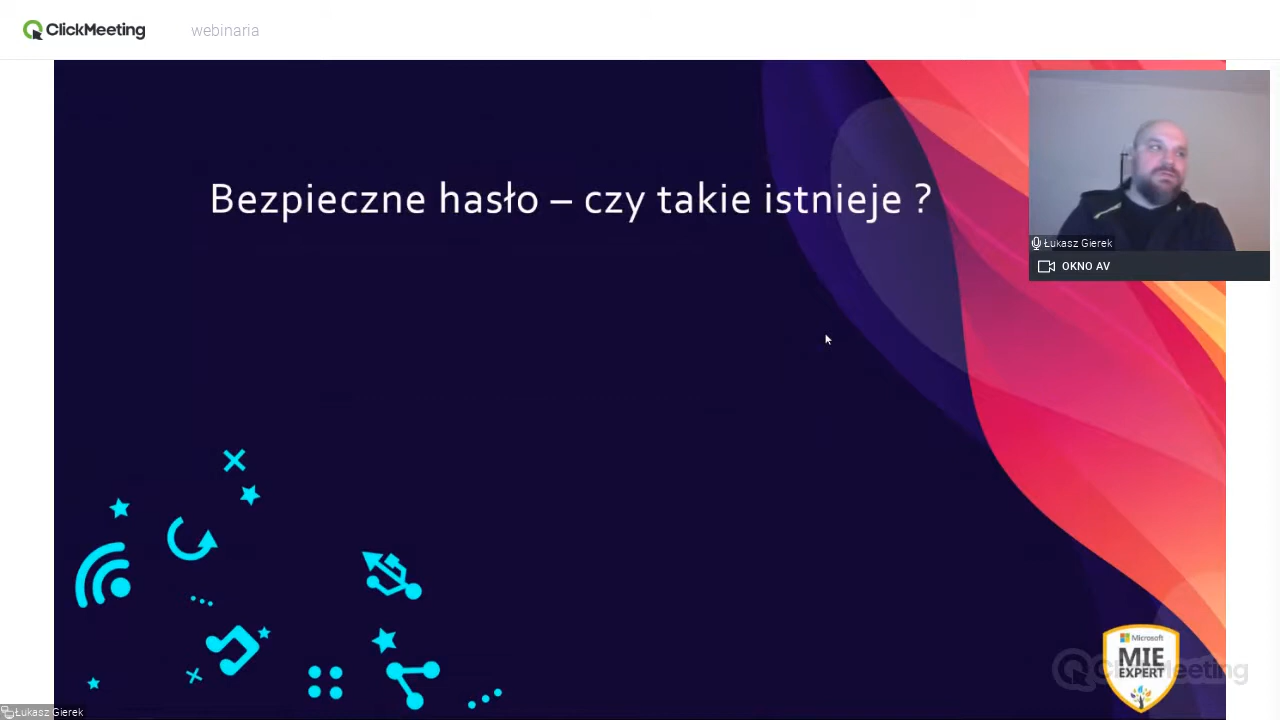 ClickMeeting
webinaria
Bezpieczne hasło – czy takie istnieje ?
Łukasz Gierek
OKNO AV
Microsoft
MIE
EXPERT
ClickMeeting
Łukasz Gierek